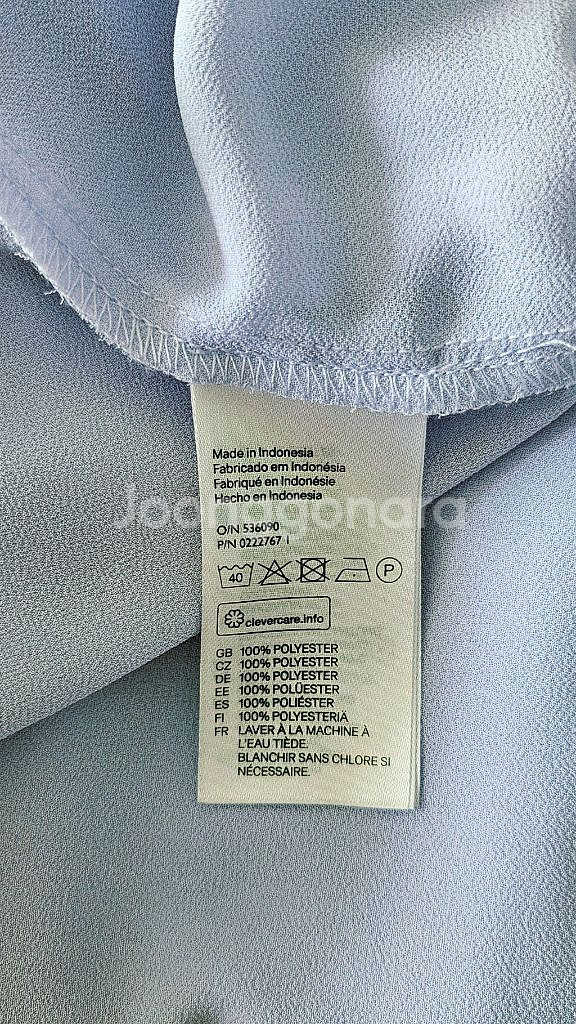 Made in Indonesia
Fabricado em Indonésia
Fabriqué en Indonésie
Hecho en Indonesia
Joongonara
O/N 536090
P/N 0222767 1
40 P
clevercare.info
GB 100% POLYESTER
CZ 100% POLYESTER
DE 100% POLYESTER
EE 100% POLÜESTER
ES 100% POLIÉSTER
FI 100% POLYESTERIÄ
FR LAVER À LA MACHINE À
L'EAU TIÈDE.
BLANCHIR SANS CHLORE SI
NÉCESSAIRE.